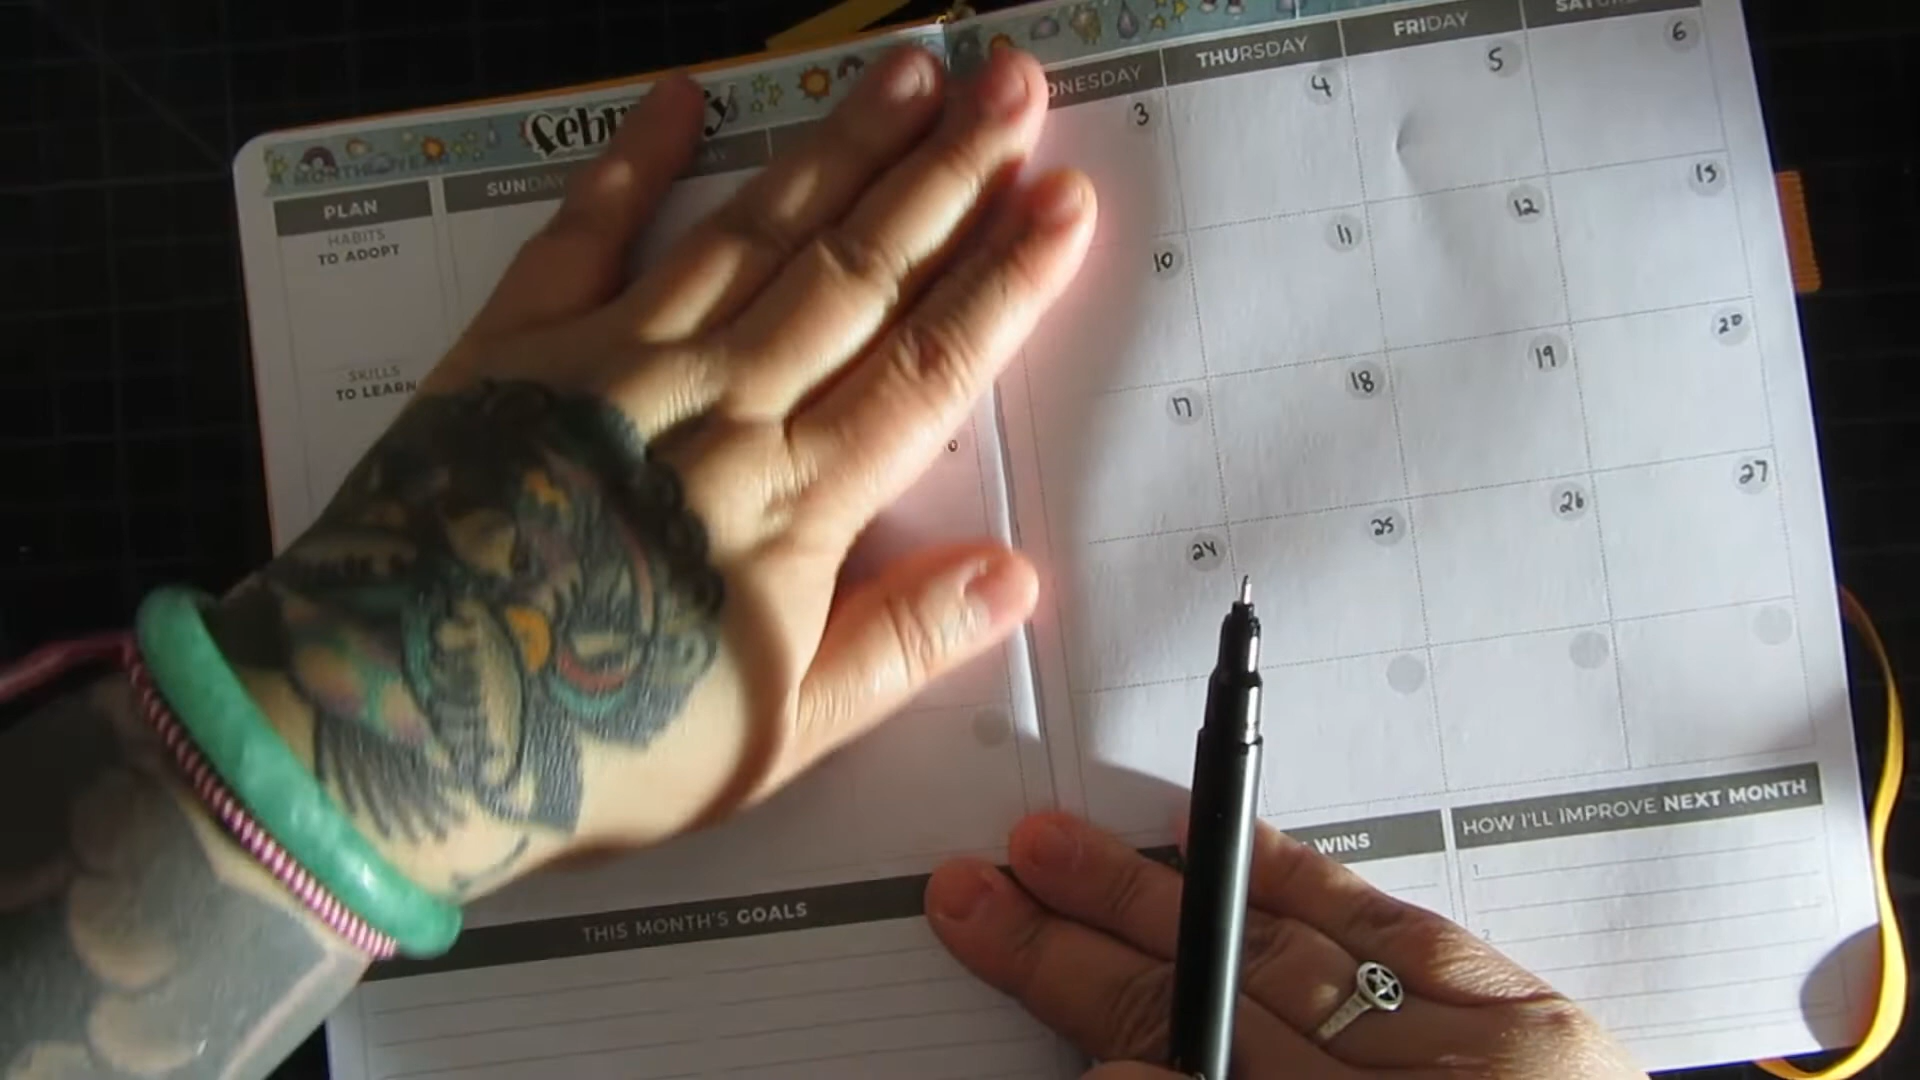 february
MONTH & YEAR
PLAN
SUNDAY
WEDNESDAY
THURSDAY
FRIDAY
HABITS
TO ADOPT
SKILLS
TO LEARN
3
4
5
6
10
11
12
13
17
18
19
20
24
25
26
27
THIS MONTH'S GOALS
WINS
HOW I'LL IMPROVE NEXT MONTH
1
2